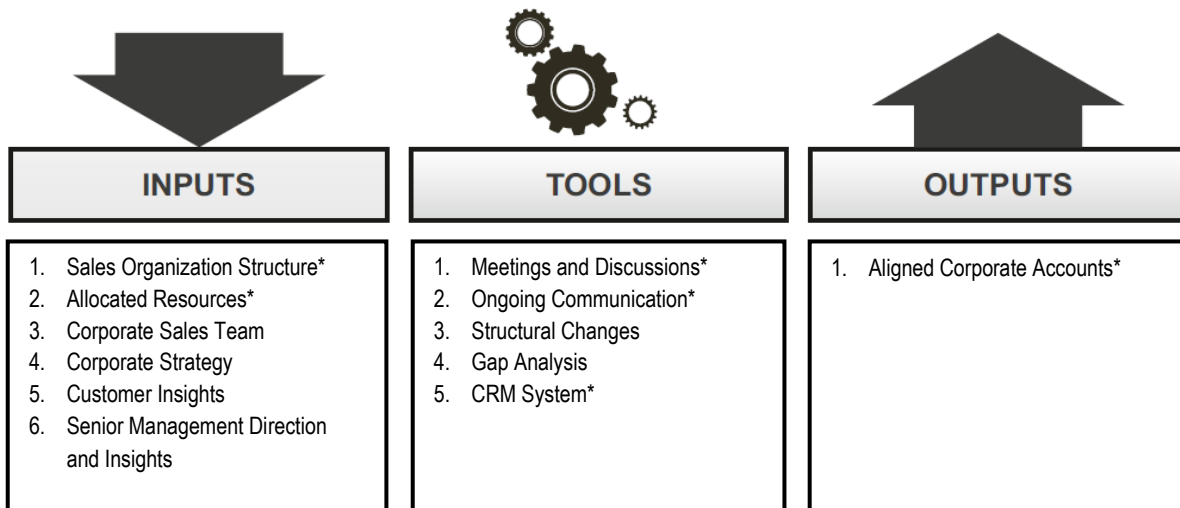 INPUTS
1. Sales Organization Structure*
2. Allocated Resources*
3. Corporate Sales Team
4. Corporate Strategy
5. Customer Insights
6. Senior Management Direction
and Insights
TOOLS
1. Meetings and Discussions*
2. Ongoing Communication*
3. Structural Changes
4. Gap Analysis
5. CRM System*
OUTPUTS
1. Aligned Corporate Accounts*